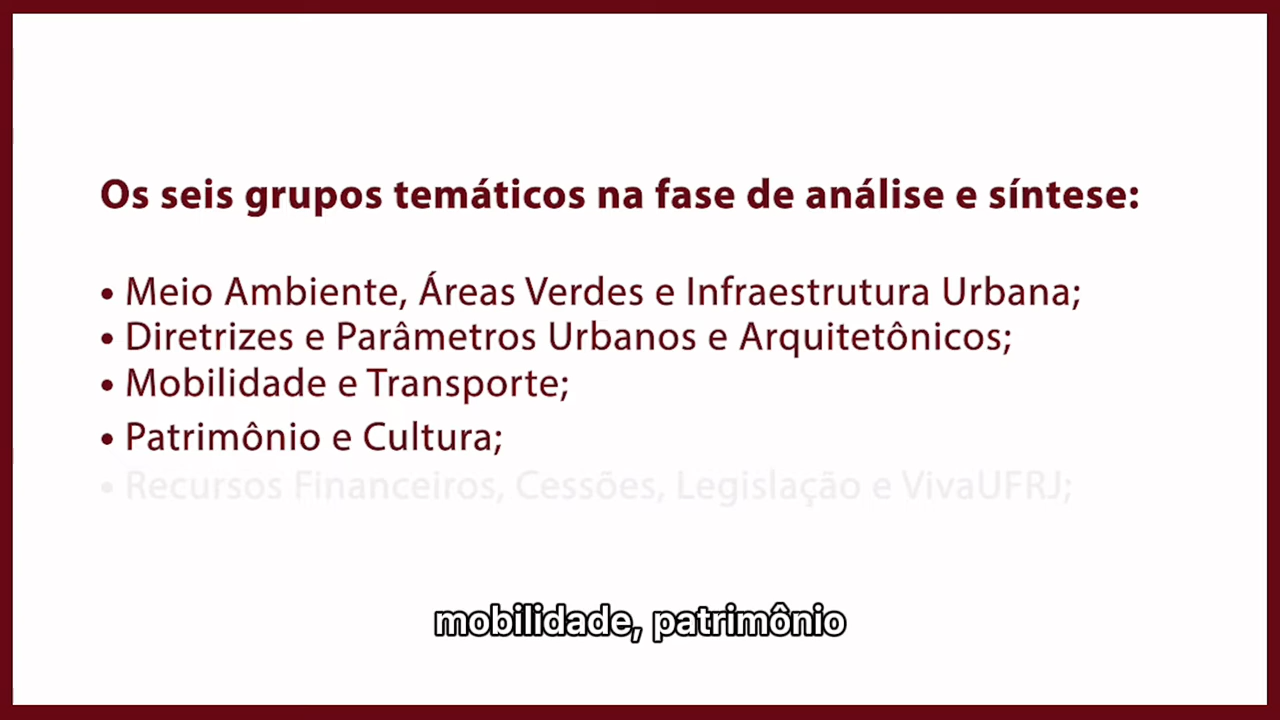 Os seis grupos temáticos na fase de análise e síntese:
• Meio Ambiente, Áreas Verdes e Infraestrutura Urbana;
• Diretrizes e Parâmetros Urbanos e Arquitetônicos;
• Mobilidade e Transporte;
• Patrimônio e Cultura;
• Recursos Financeiros, Cessões, Legislação e VivaUFRJ;
mobilidade, patrimônio